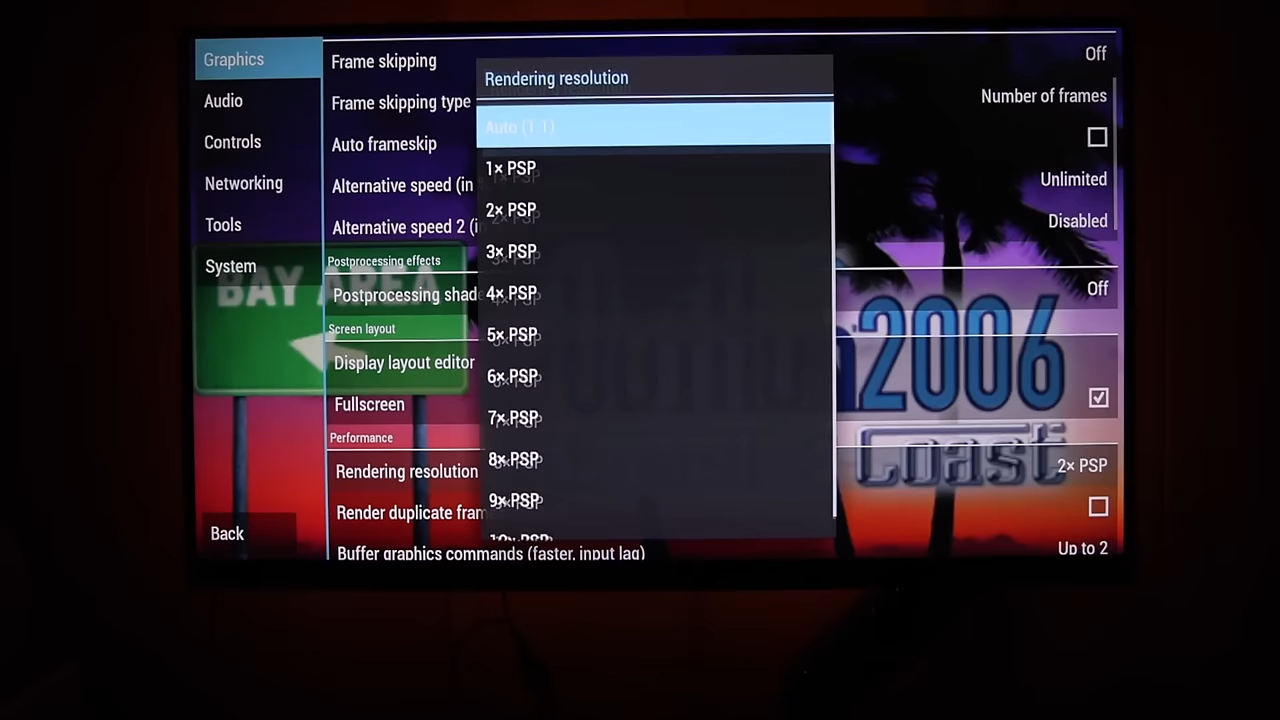 Graphics
Audio
Controls
Networking
Tools
System
Back
Frame skipping
Off
Frame skipping type
Number of frames
Auto frameskip
Alternative speed (in
Unlimited
Alternative speed 2 (i
Disabled
Postprocessing effects
Postprocessing shad
Off
Screen layout
Display layout editor
Fullscreen
Performance
Rendering resolution
2× PSP
Render duplicate fram
Buffer graphics commands (faster, input lag)
Up to 2
Rendering resolution
Auto (1:1)
1× PSP
2× PSP
3× PSP
4× PSP
5× PSP
6× PSP
7× PSP
8× PSP
9× PSP
10× PSP
BAY AREA
2006
Coast